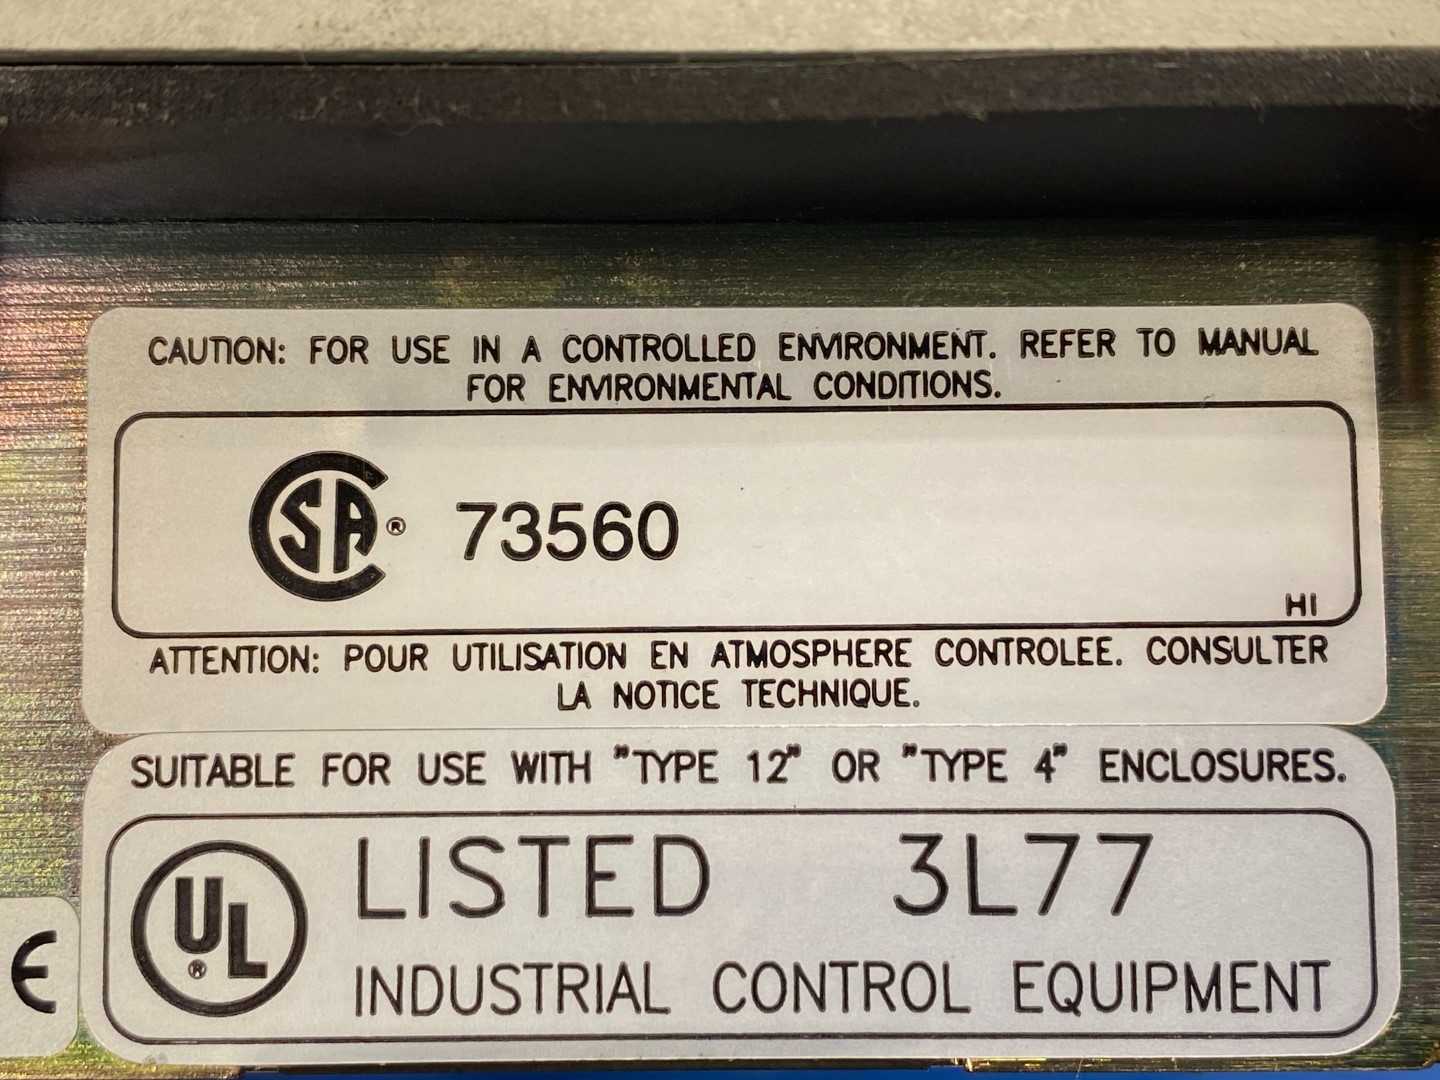 CAUTION: FOR USE IN A CONTROLLED ENVIRONMENT. REFER TO MANUAL
FOR ENVIRONMENTAL CONDITIONS.
CSA ® 73560
HI
ATTENTION: POUR UTILISATION EN ATMOSPHERE CONTROLEE. CONSULTER
LA NOTICE TECHNIQUE.
SUITABLE FOR USE WITH "TYPE 12" OR "TYPE 4" ENCLOSURES.
UL ® LISTED 3L77
INDUSTRIAL CONTROL EQUIPMENT
E